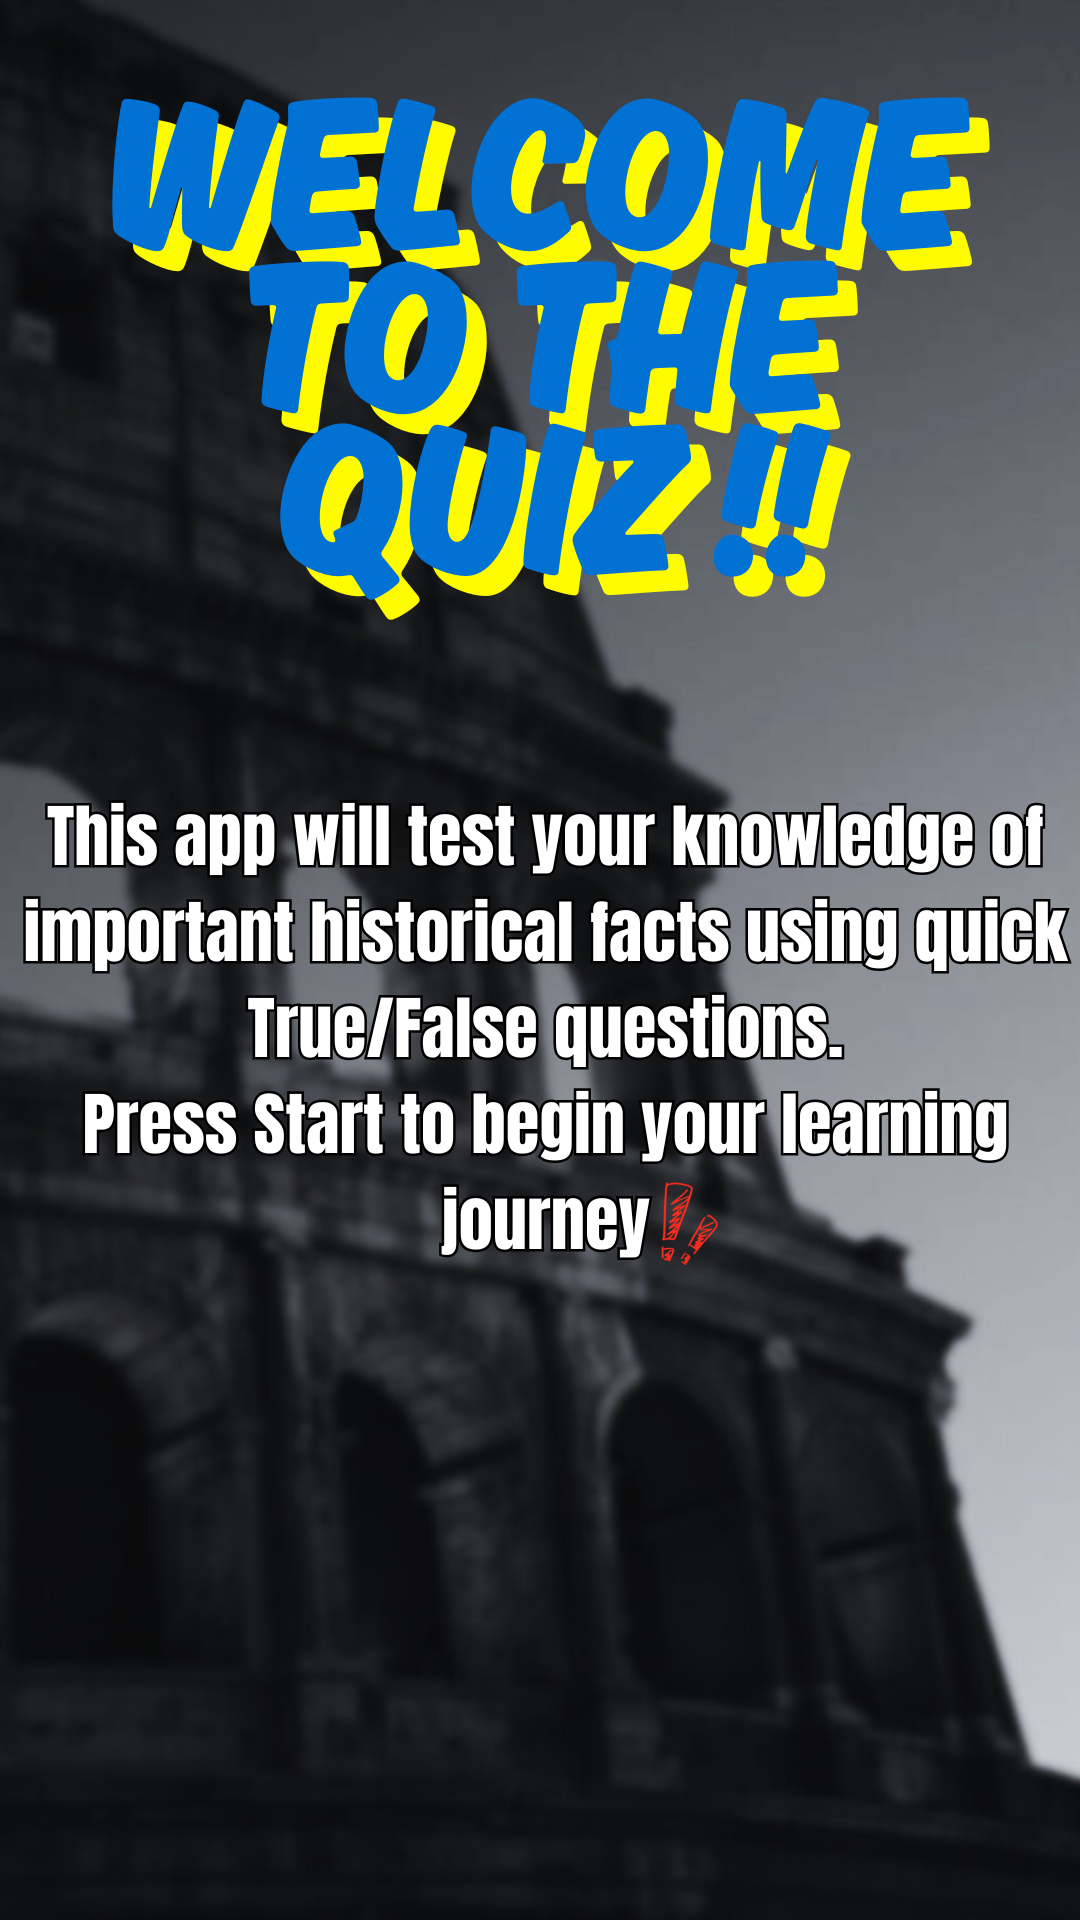 WELCOME
TO THE
QUIZ!!
This app will test your knowledge of
important historical facts using quick
True/False questions.
Press Start to begin your learning
journey!!